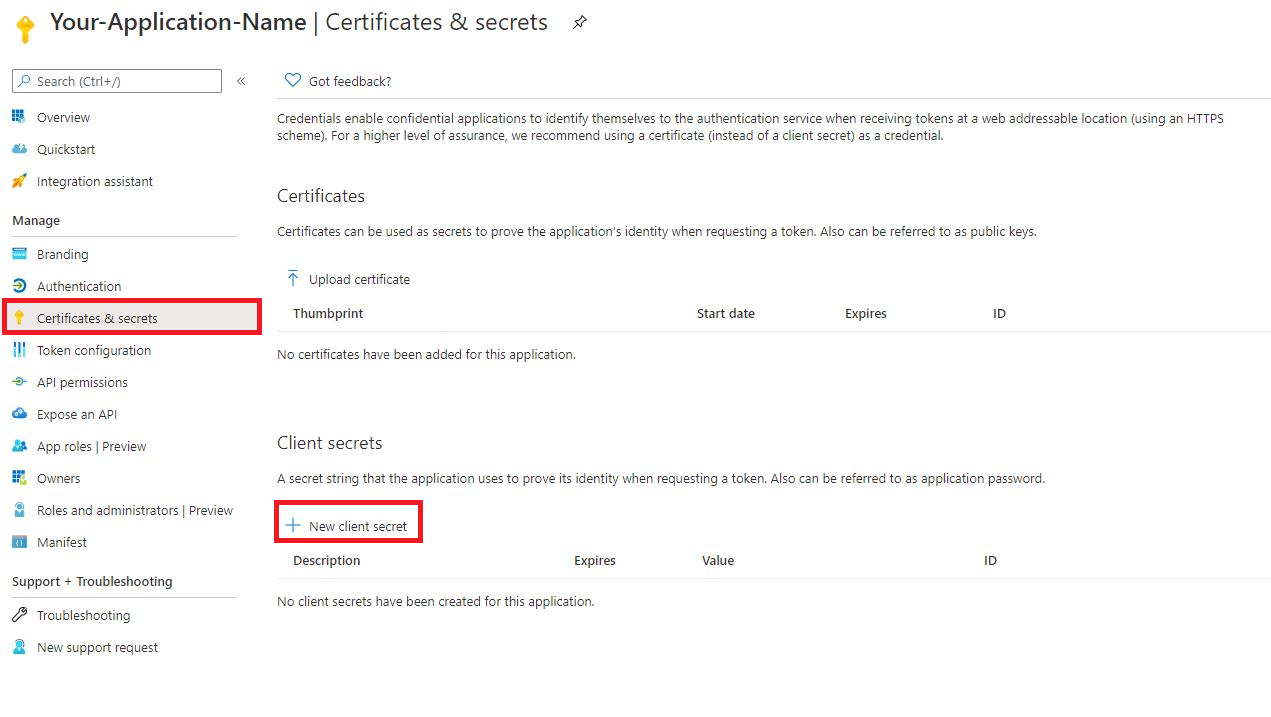 Your-Application-Name | Certificates & secrets
Search (Ctrl+/)
«
Overview
Quickstart
Integration assistant
Manage
Branding
Authentication
Certificates & secrets
Token configuration
API permissions
Expose an API
App roles | Preview
Owners
Roles and administrators | Preview
Manifest
Support + Troubleshooting
Troubleshooting
New support request
Got feedback?
Credentials enable confidential applications to identify themselves to the authentication service when receiving tokens at a web addressable location (using an HTTPS
scheme). For a higher level of assurance, we recommend using a certificate (instead of a client secret) as a credential.
Certificates
Certificates can be used as secrets to prove the application's identity when requesting a token. Also can be referred to as public keys.
Upload certificate
Thumbprint Start date Expires ID
No certificates have been added for this application.
Client secrets
A secret string that the application uses to prove its identity when requesting a token. Also can be referred to as application password.
New client secret
Description Expires Value ID
No client secrets have been created for this application.